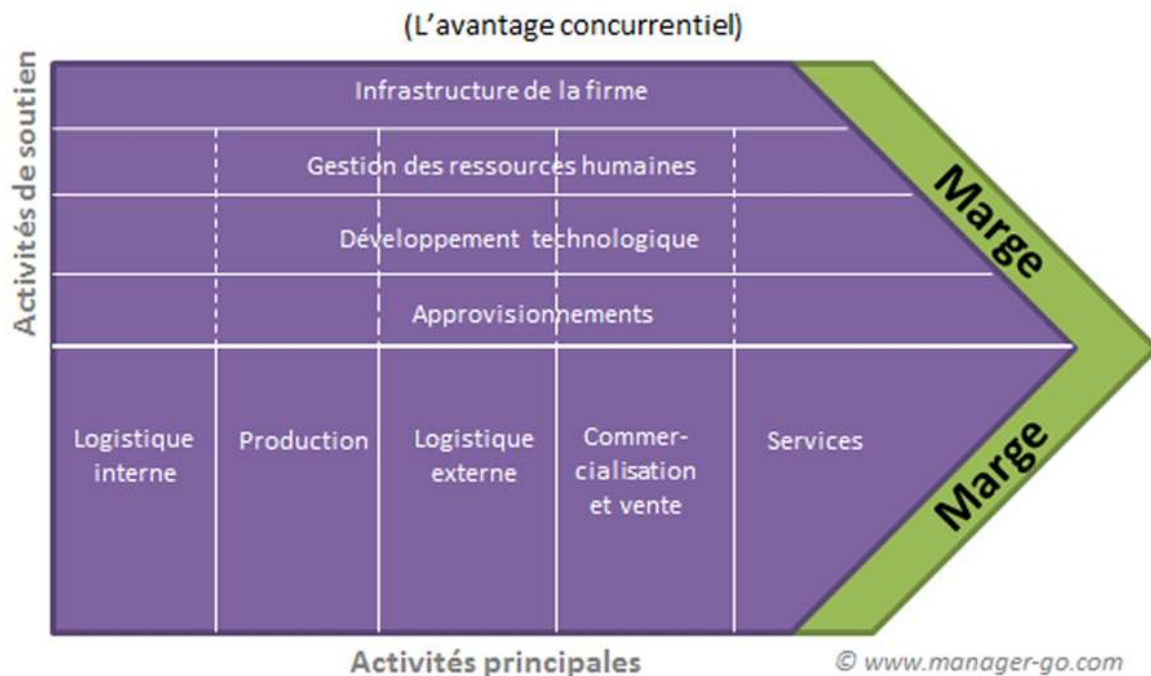 (L'avantage concurrentiel)
Activités de soutien
Infrastructure de la firme
Gestion des ressources humaines
Développement technologique
Approvisionnements
Marge
Logistique
interne
Production
Logistique
externe
Commer-
cialisation
et vente
Services
Marge
Activités principales
© www.manager-go.com